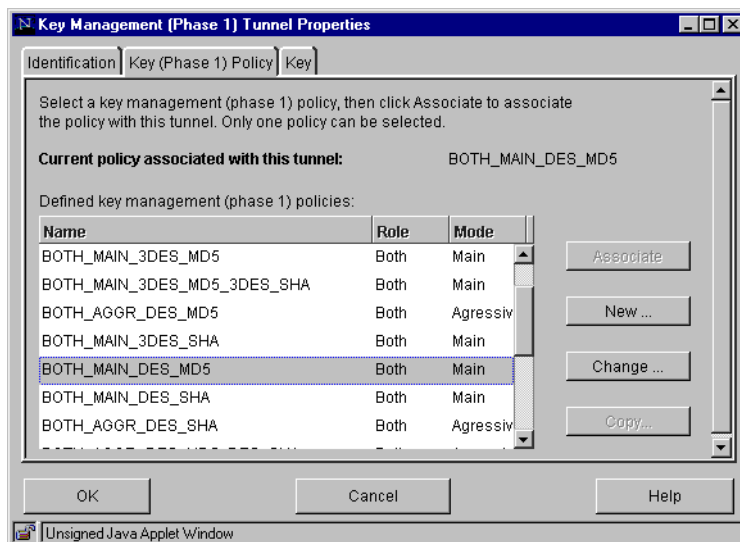 Key Management (Phase 1) Tunnel Properties
Identification Key (Phase 1) Policy Key
Select a key management (phase 1) policy, then click Associate to associate
the policy with this tunnel. Only one policy can be selected.
Current policy associated with this tunnel: BOTH_MAIN_DES_MD5
Defined key management (phase 1) policies:
Name Role Mode
BOTH_MAIN_3DES_MD5 Both Main
Associate
BOTH_MAIN_3DES_MD5_3DES_SHA Both Main
BOTH_AGGR_DES_MD5 Both Agressiv
New ...
BOTH_MAIN_3DES_SHA Both Main
BOTH_MAIN_DES_MD5 Both Main
Change ...
BOTH_MAIN_DES_SHA Both Main
BOTH_AGGR_DES_SHA Both Agressiv
Copy...
OK Cancel Help
Unsigned Java Applet Window